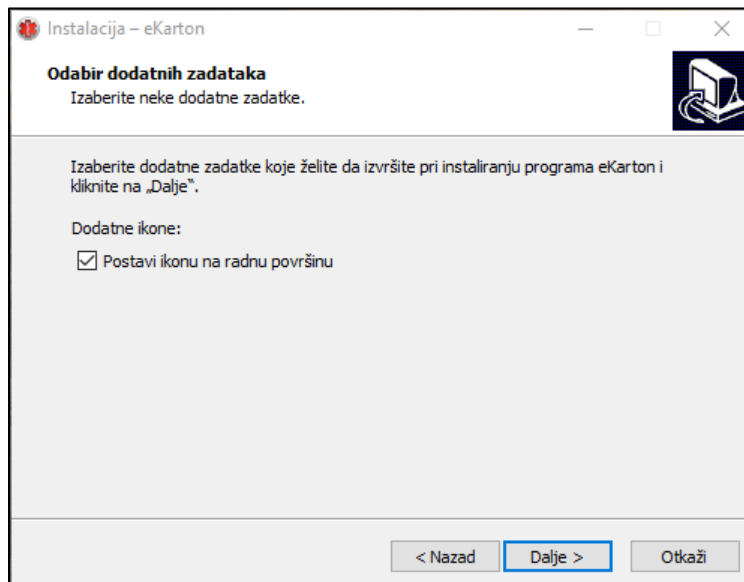 Instalacija – eKarton
Odabir dodatnih zadataka
Izaberite neke dodatne zadatke.
Izaberite dodatne zadatke koje želite da izvršite pri instaliranju programa eKarton i
kliknite na „Dalje“.
Dodatne ikone:
Postavi ikonu na radnu površinu
< Nazad
Dalje >
Otkaži